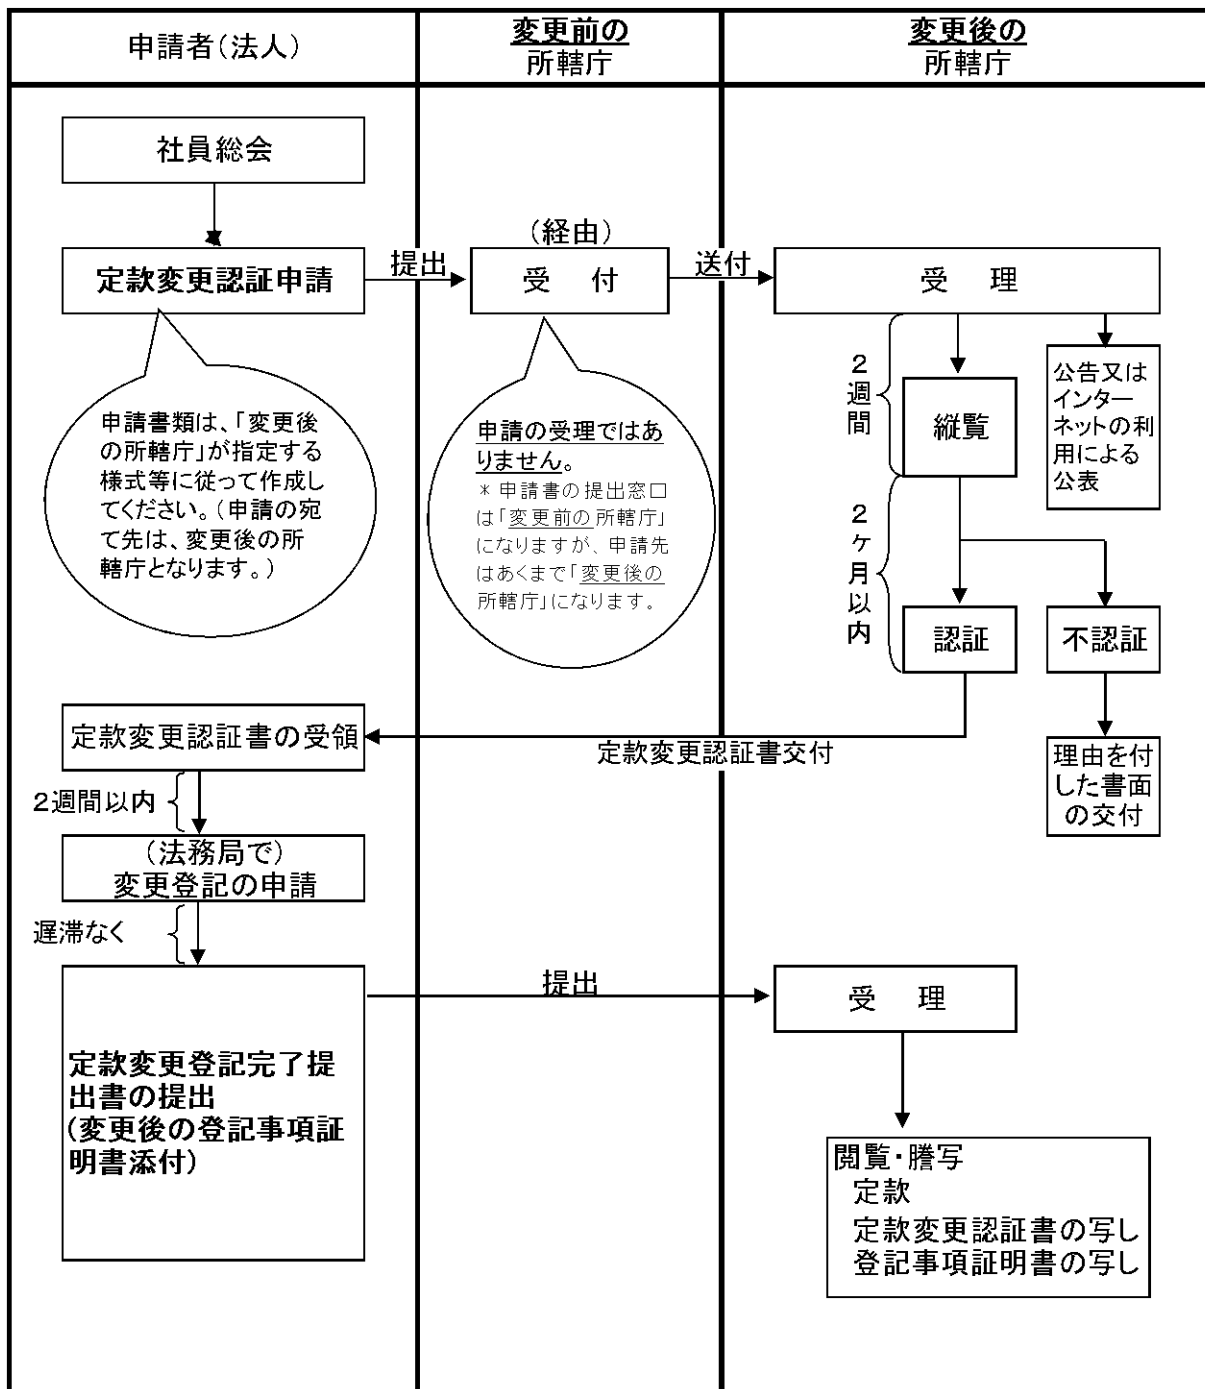 申請者（法人）
変更前の
所轄庁
変更後の
所轄庁
社員総会
定款変更認証申請
提出
（経由）
受　付
送付
受　理
申請書類は、「変更後
の所轄庁」が指定する
様式等に従って作成し
てください。（申請の宛
て先は、変更後の所
轄庁となります。）
申請の受理ではあ
りません。
＊申請書の提出窓口
は「変更前の所轄庁」
になりますが、申請先
はあくまで「変更後の
所轄庁」になります。
２週間
縦覧
公告又は
インター
ネットの利
用による
公表
２ヶ月以内
認証
不認証
定款変更認証書の受領
定款変更認証書交付
理由を付
した書面
の交付
２週間以内
（法務局で）
変更登記の申請
遅滞なく
定款変更登記完了提
出書の提出
（変更後の登記事項証
明書添付）
提出
受　理
閲覧・謄写
定款
定款変更認証書の写し
登記事項証明書の写し